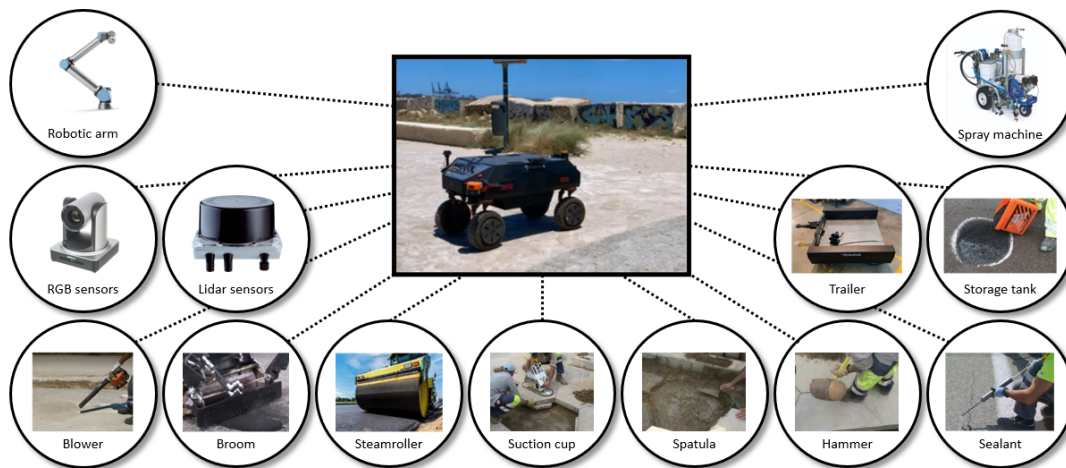 Robotic arm
Spray machine
RGB sensors
Lidar sensors
Trailer
Storage tank
Blower
Broom
Steamroller
Suction cup
Spatula
Hammer
Sealant